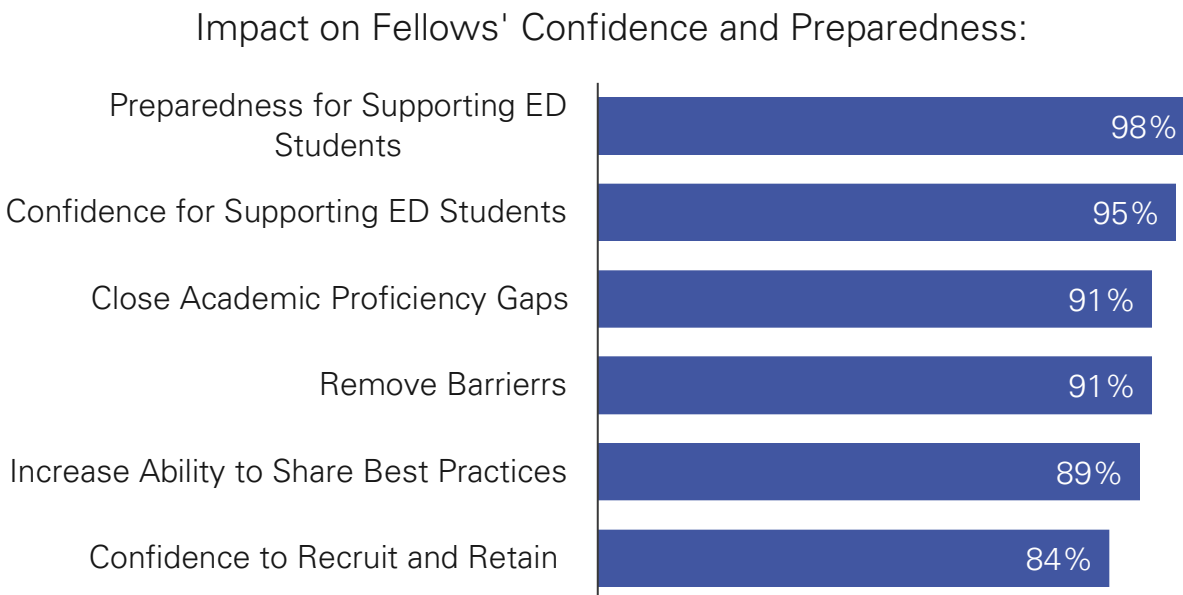 Impact on Fellows' Confidence and Preparedness:
Preparedness for Supporting ED
Students
98%
Confidence for Supporting ED Students
95%
Close Academic Proficiency Gaps
91%
Remove Barrierrs
91%
Increase Ability to Share Best Practices
89%
Confidence to Recruit and Retain
84%